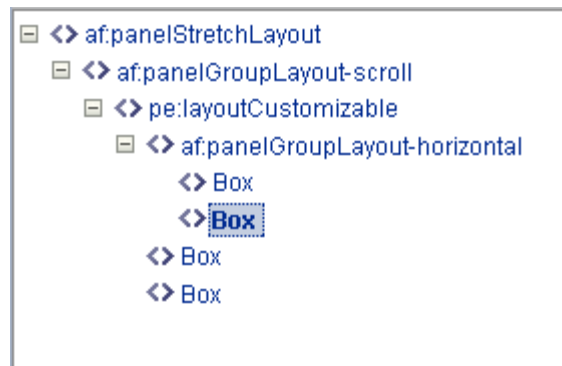 af:panelStretchLayout
af:panelGroupLayout-scroll
pe:layoutCustomizable
af:panelGroupLayout-horizontal
Box
Box
Box
Box